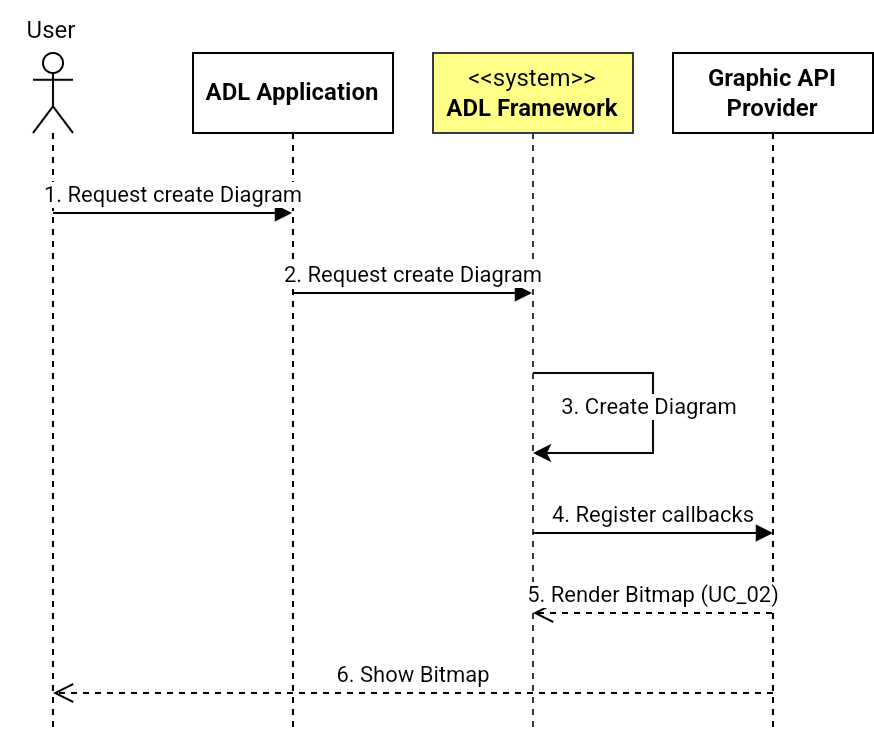 User
ADL Application
<<system>>
ADL Framework
Graphic API
Provider
1. Request create Diagram
2. Request create Diagram
3. Create Diagram
4. Register callbacks
5. Render Bitmap (UC_02)
6. Show Bitmap